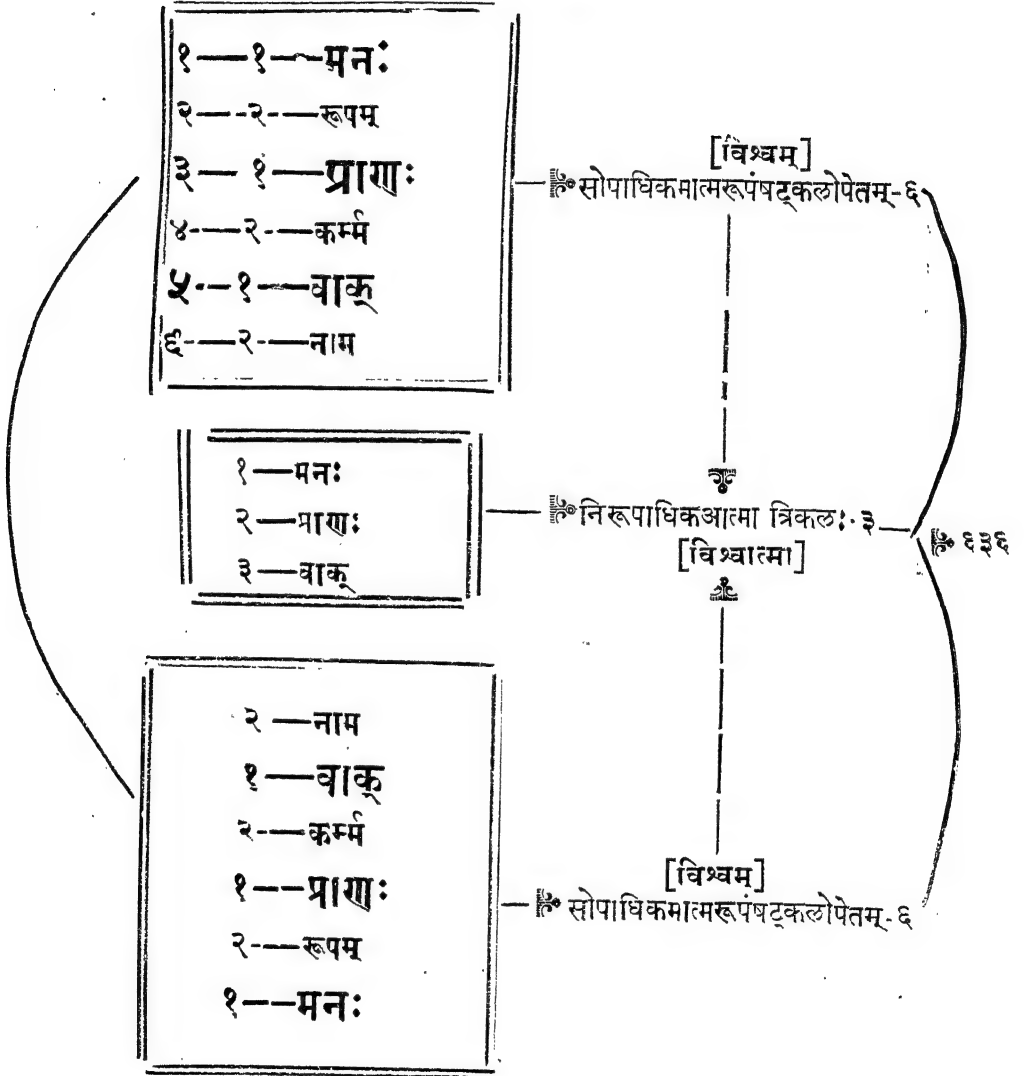 १—१—मनः
२—२—रूपम्
३—१—प्राणः
४—२—कर्म्म
५—१—वाक्
६—२—नाम
[विश्वम्]
सोपाधिकमात्मरूपंषट्कलोपेतम्-६
१—मनः
२—प्राणः
३—वाक्
निरूपाधिकआत्मा त्रिकलः-३
[विश्वात्मा]
६३६
२—नाम
१—वाक्
२—कर्म्म
१—प्राणः
२—रूपम्
१—मनः
[विश्वम्]
सोपाधिकमात्मरूपंषट्कलोपेतम्-६